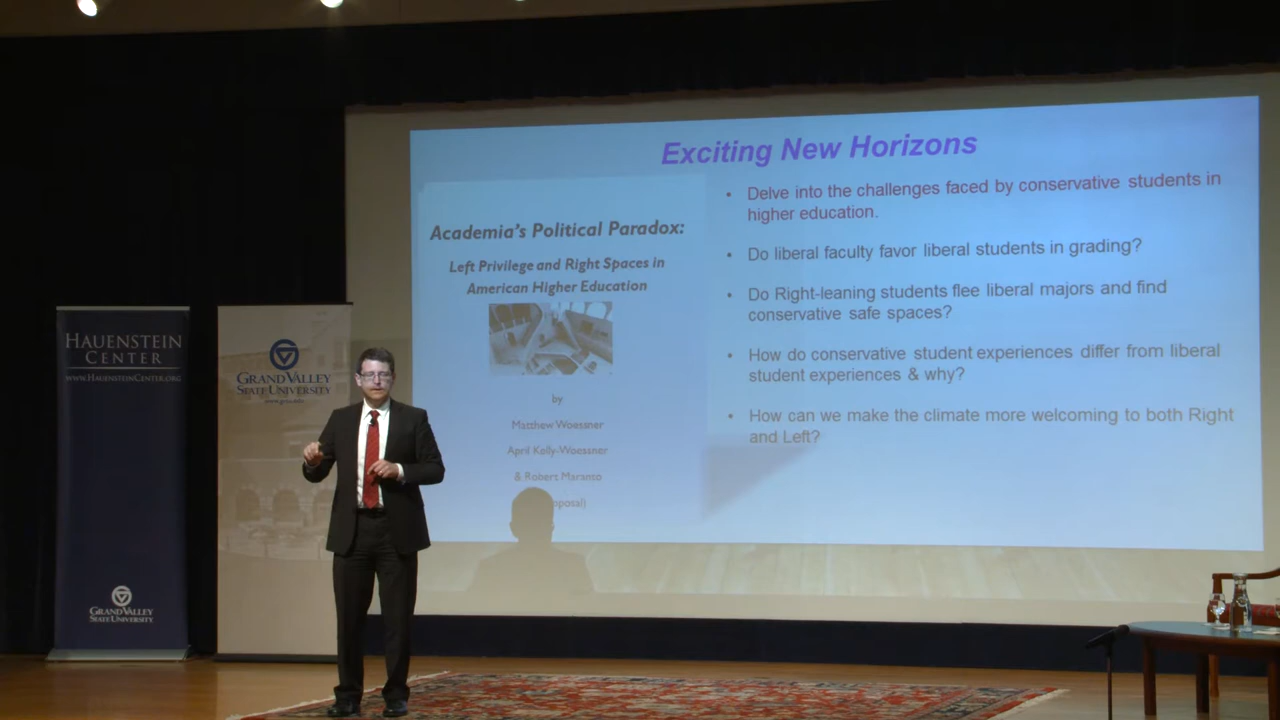 Exciting New Horizons
Academia's Political Paradox:
Left Privilege and Right Spaces in
American Higher Education
by
Matthew Woessner
April Kelly-Woessner
& Robert Maranto
• Delve into the challenges faced by conservative students in
higher education.
• Do liberal faculty favor liberal students in grading?
• Do Right-leaning students flee liberal majors and find
conservative safe spaces?
• How do conservative student experiences differ from liberal
student experiences & why?
• How can we make the climate more welcoming to both Right
and Left?
HAUENSTEIN
CENTER
WWW.HAUENSTEINCENTER.ORG
GRAND VALLEY
STATE UNIVERSITY
GRAND VALLEY
STATE UNIVERSITY